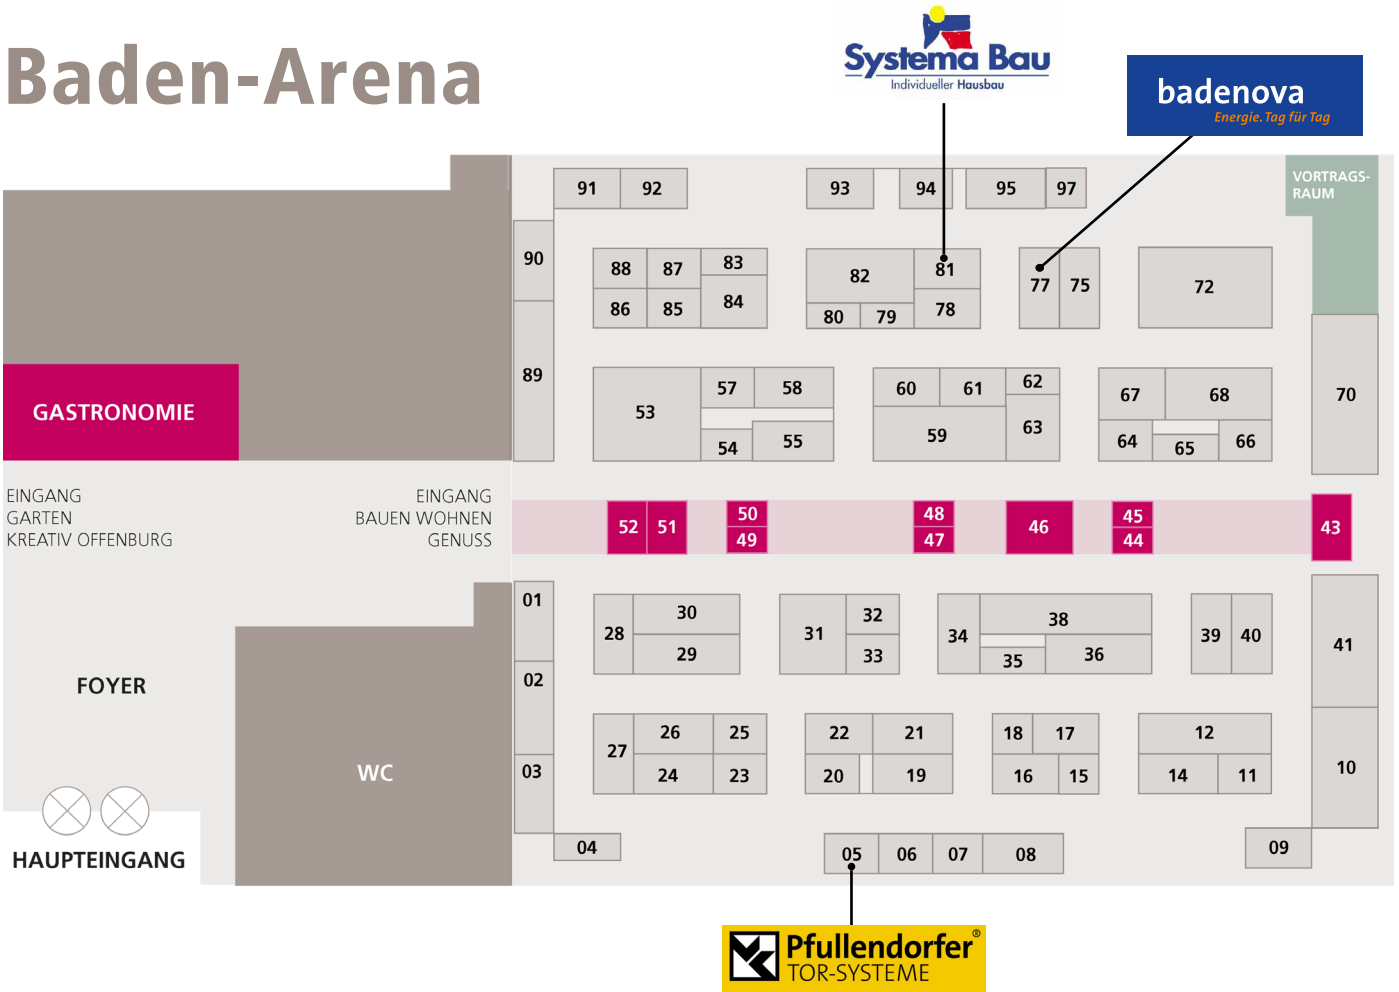 Baden-Arena
Systema Bau
Individueller Hausbau
badenova
Energie. Tag für Tag
VORTRAGS-
RAUM
91 92 93 94 95 97
90
88 87 83 82 81 77 75 72
86 85 84 80 79 78
89
53 57 58 60 61 62 67 68 70
54 55 59 63 64 65 66
GASTRONOMIE
EINGANG
GARTEN
KREATIV OFFENBURG
EINGANG
BAUEN WOHNEN
GENUSS
52 51 50 48 46 45 43
49 47 44
01
28 30 31 32 34 38 39 40 41
29 33 35 36
02
FOYER
27 26 25 22 21 18 17 12 10
24 23 20 19 16 15 14 11
03
WC
HAUPTEINGANG
04 05 06 07 08 09
Pfullendorfer®
TOR-SYSTEME